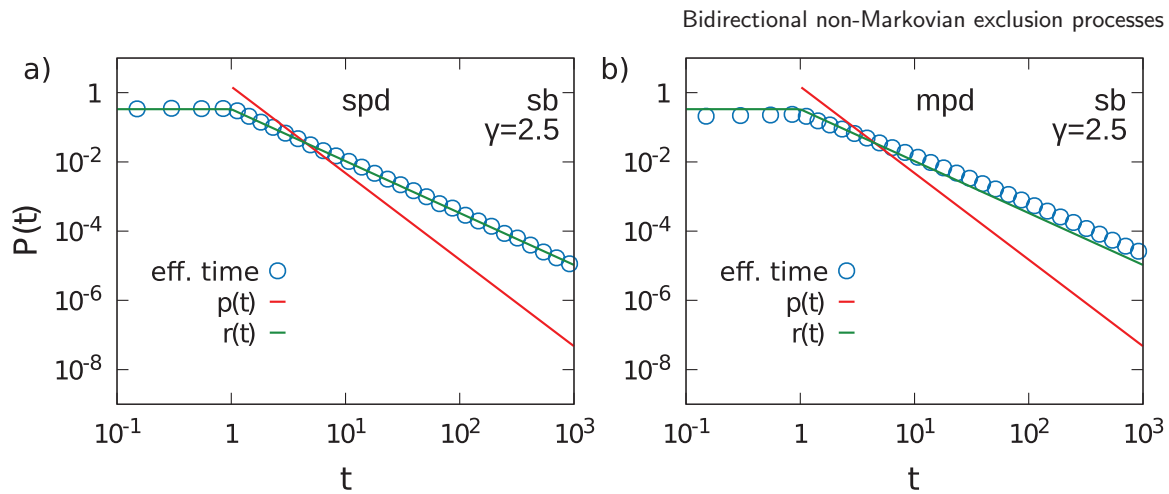 Bidirectional non-Markovian exclusion processes
a)
spd
sb
γ=2.5
P(t)
1
10⁻²
10⁻⁴
10⁻⁶
10⁻⁸
eff. time
p(t)
r(t)
10⁻¹ 1 10¹ 10² 10³
t
b)
mpd
sb
γ=2.5
1
10⁻²
10⁻⁴
10⁻⁶
10⁻⁸
eff. time
p(t)
r(t)
10⁻¹ 1 10¹ 10² 10³
t